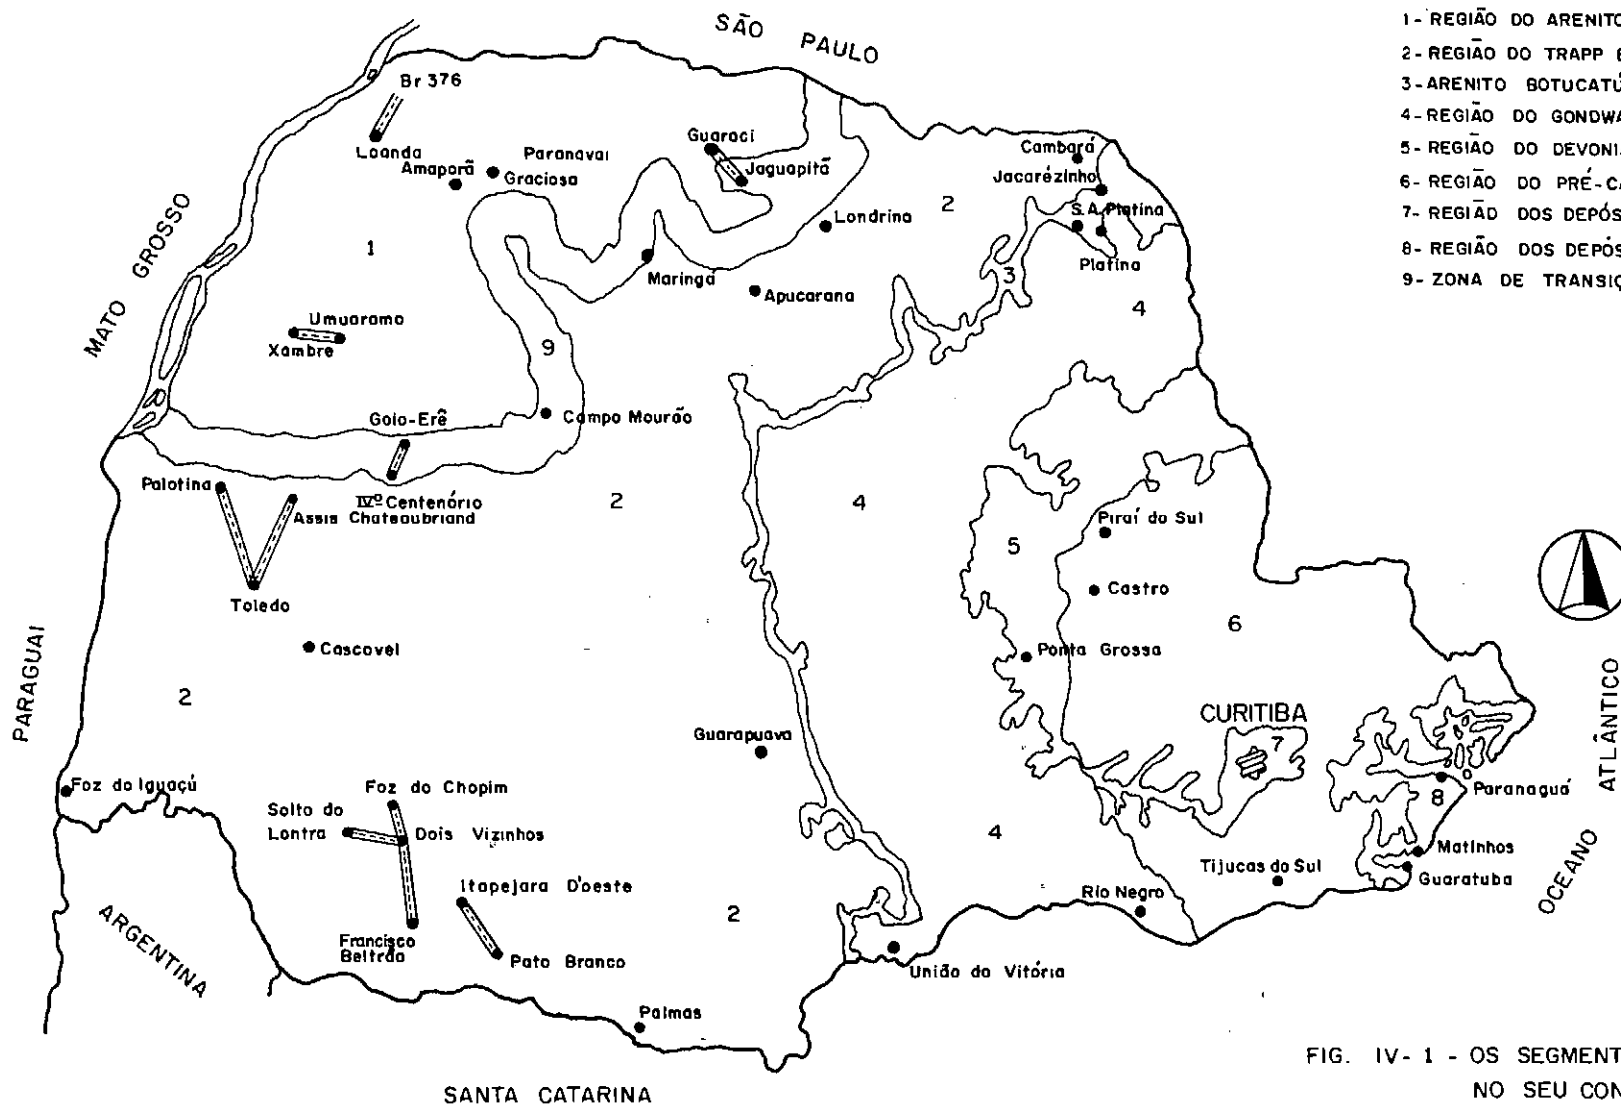 SÃO PAULO
1- REGIÃO DO ARENITO
2- REGIÃO DO TRAPP
3- ARENITO BOTUCATÚ
4- REGIÃO DO GONDWA
5- REGIÃO DO DEVONI
6- REGIÃO DO PRÉ-CA
7- REGIÃO DOS DEPÓS
8- REGIÃO DOS DEPÓS
9- ZONA DE TRANSIÇ
Br 376
Loanda
Amaporã
Paranavaí
Graciosa
Guaraci
Jaguapitã
Londrina
2
Cambará
Jacarézinho
S.A. Platina
Platina
MATO GROSSO
1
Maringá
Apucarana
3
4
Umuarama
Xambre
9
Goio-Erê
Campo Mourão
Palotina
IVº Centenário
Assis Chateaubriand
2
4
5
Piraí do Sul
Castro
Toledo
6
Cascavel
Ponta Grossa
PARAGUAI
2
CURITIBA
7
Guarapuava
ATLÂNTICO
Foz do Iguaçú
Foz do Chopim
Salto do
Lontra
Dois Vizinhos
8
Paranaguá
4
Matinhos
Guaratuba
Tijucas do Sul
OCEANO
Itapejara D'oeste
Rio Negro
2
ARGENTINA
Francisco
Beltrão
Pato Branco
União da Vitória
Palmas
SANTA CATARINA
FIG. IV- 1 - OS SEGMENT
NO SEU CON